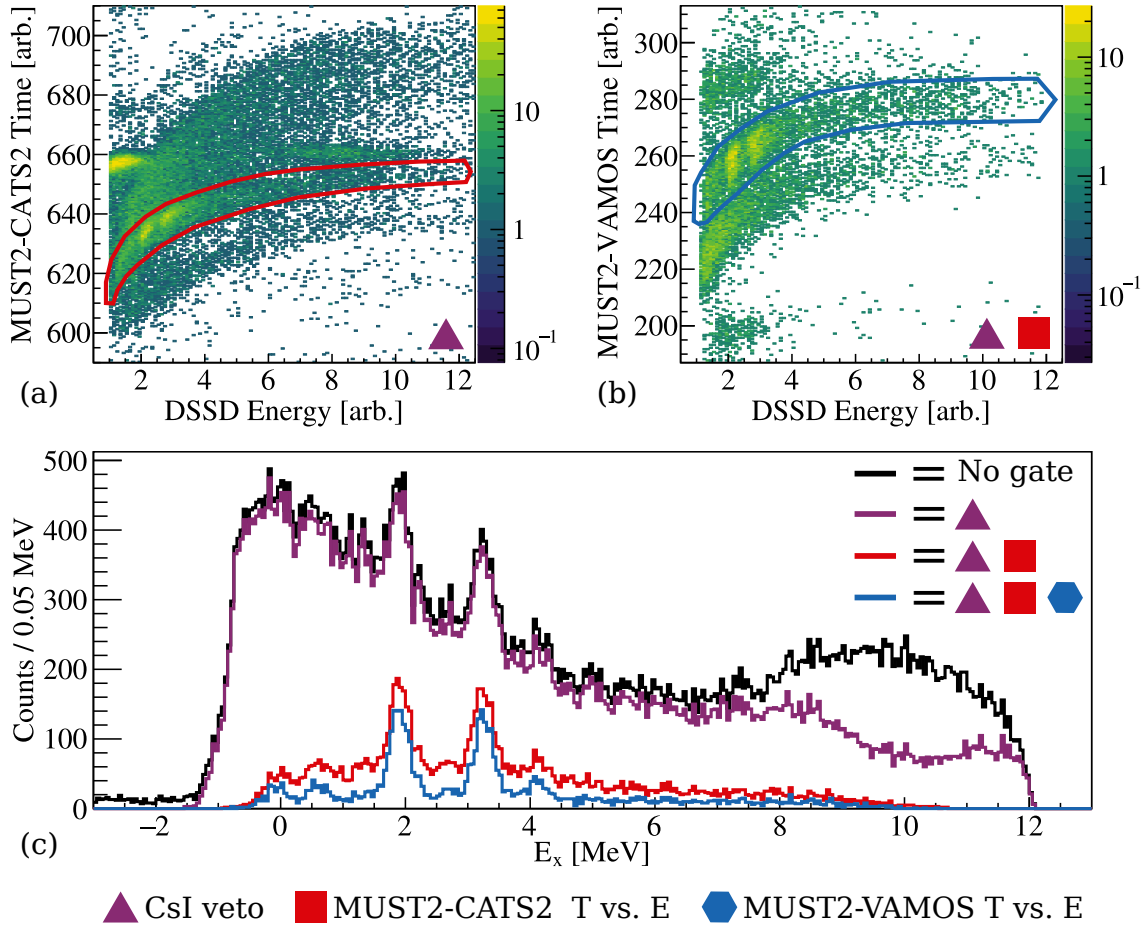 MUST2-CATS2 Time [arb.]
700
680
660
640
620
600
2 4 6 8 10 12
DSSD Energy [arb.]
10
1
10⁻¹
(a)
MUST2-VAMOS Time [arb.]
300
280
260
240
220
200
2 4 6 8 10 12
DSSD Energy [arb.]
10
1
10⁻¹
(b)
Counts / 0.05 MeV
500
400
300
200
100
0
−2 0 2 4 6 8 10 12
Eₓ [MeV]
(c)
= No gate
=
=
=
CsI veto MUST2-CATS2 T vs. E MUST2-VAMOS T vs. E